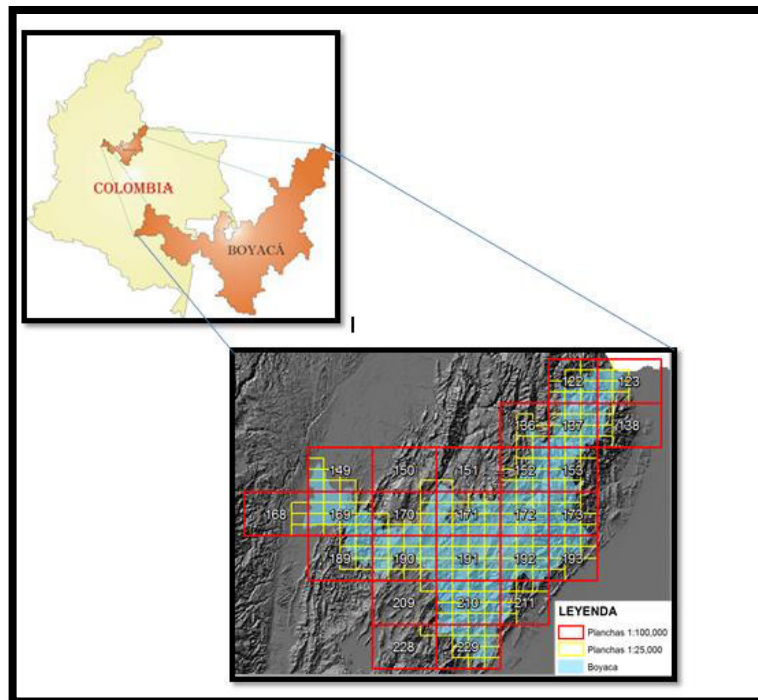 COLOMBIA
BOYACÁ
122 123
136 137 138
149 150 151 152 153
168 169 170 171 172 173
189 190 191 192 193
209 210 211
228 229
LEYENDA
Planchas 1:100,000
Planchas 1:25,000
Boyaca